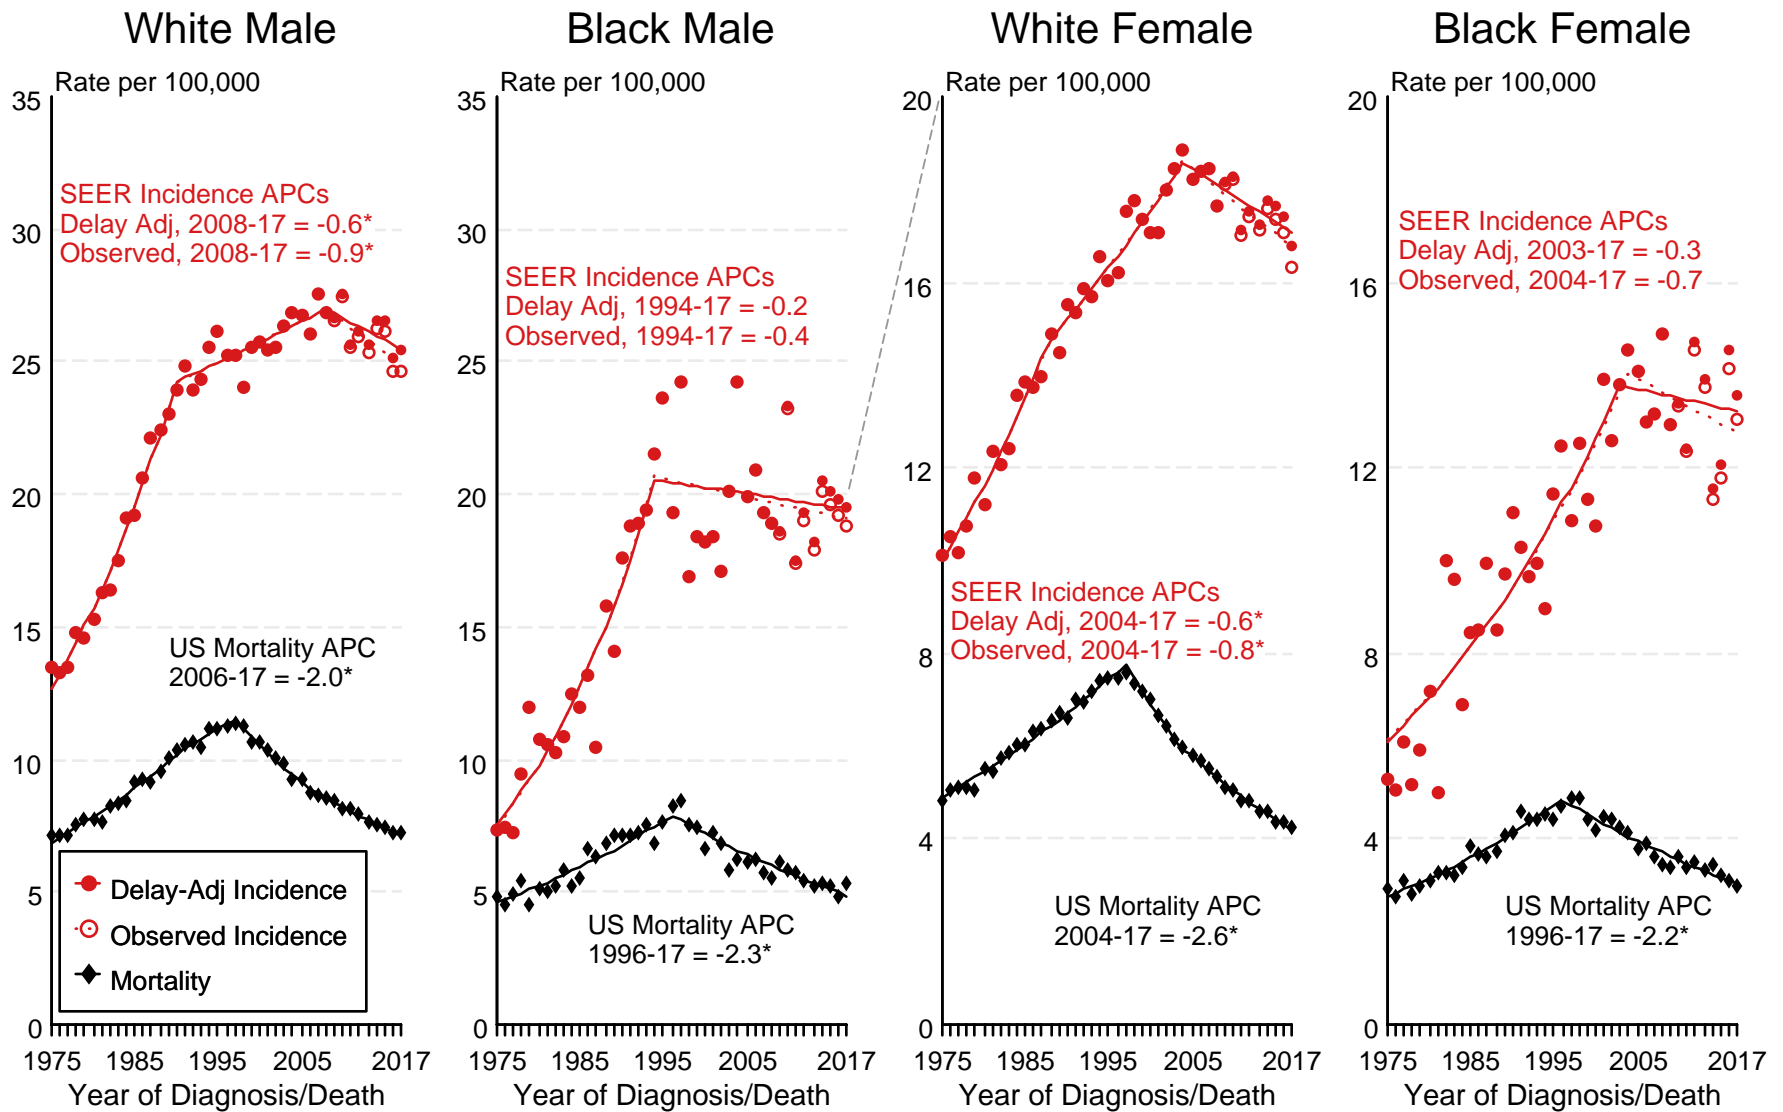 White Male
Rate per 100,000
35
30
25
20
15
10
5
0
SEER Incidence APCs
Delay Adj, 2008-17 = -0.6*
Observed, 2008-17 = -0.9*
US Mortality APC
2006-17 = -2.0*
Delay-Adj Incidence
Observed Incidence
Mortality
1975 1985 1995 2005 2017
Year of Diagnosis/Death
Black Male
Rate per 100,000
35
30
25
20
15
10
5
0
SEER Incidence APCs
Delay Adj, 1994-17 = -0.2
Observed, 1994-17 = -0.4
US Mortality APC
1996-17 = -2.3*
1975 1985 1995 2005 2017
Year of Diagnosis/Death
White Female
Rate per 100,000
20
16
12
8
4
0
SEER Incidence APCs
Delay Adj, 2004-17 = -0.6*
Observed, 2004-17 = -0.8*
US Mortality APC
2004-17 = -2.6*
1975 1985 1995 2005 2017
Year of Diagnosis/Death
Black Female
Rate per 100,000
20
16
12
8
4
0
SEER Incidence APCs
Delay Adj, 2003-17 = -0.3
Observed, 2004-17 = -0.7
US Mortality APC
1996-17 = -2.2*
1975 1985 1995 2005 2017
Year of Diagnosis/Death